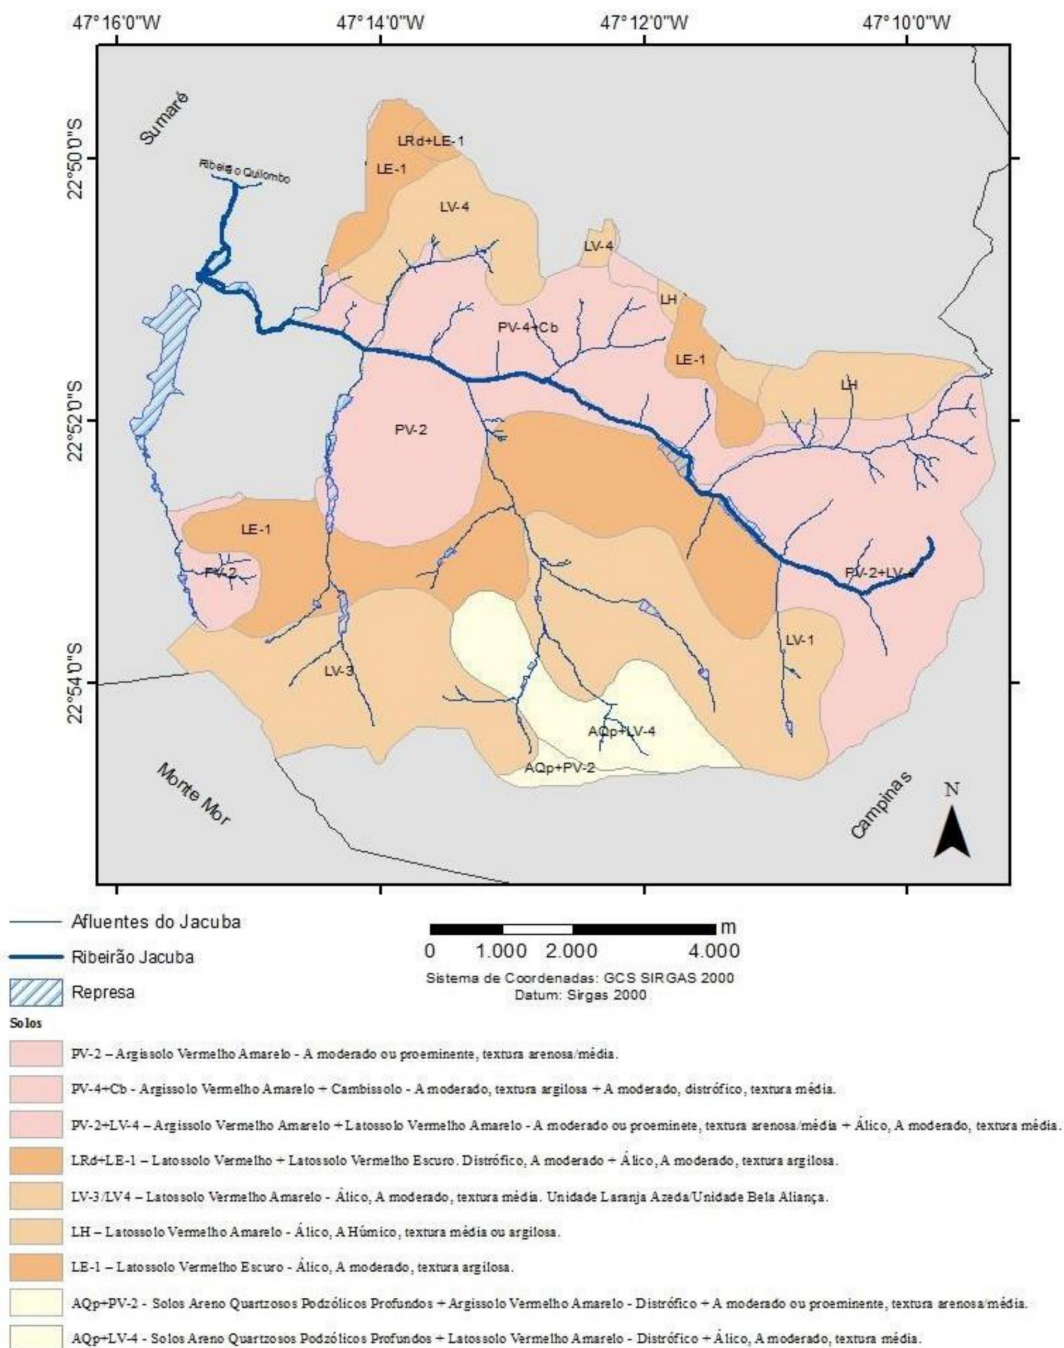 47°16'0"W 47°14'0"W 47°12'0"W 47°10'0"W
22°50'0"S
22°52'0"S
22°54'0"S
Sumaré
Ribeirão Quilombo
LRd+LE-1
LE-1
LV-4
LV-4
LH
PV-4+Cb
LE-1
LH
PV-2
LE-1
PV-2
PV-2+LV-4
LV-1
LV-3
AQp+LV-4
AQp+PV-2
Monte Mor
Campinas
N
Afluentes do Jacuba
Ribeirão Jacuba
Represa
m
0 1.000 2.000 4.000
Sistema de Coordenadas: GCS SIRGAS 2000
Datum: Sirgas 2000
Solos
PV-2 – Argissolo Vermelho Amarelo - A moderado ou proeminente, textura arenosa/média.
PV-4+Cb - Argissolo Vermelho Amarelo + Cambissolo - A moderado, textura argilosa + A moderado, distrófico, textura média.
PV-2+LV-4 – Argissolo Vermelho Amarelo + Latossolo Vermelho Amarelo - A moderado ou proeminete, textura arenosa/média + Álico, A moderado, textura média.
LRd+LE-1 – Latossolo Vermelho + Latossolo Vermelho Escuro. Distrófico, A moderado + Álico, A moderado, textura argilosa.
LV-3/LV4 – Latossolo Vermelho Amarelo - Álico, A moderado, textura média. Unidade Laranja Azeda/Unidade Bela Aliança.
LH – Latossolo Vermelho Amarelo - Álico, A Húmico, textura média ou argilosa.
LE-1 – Latossolo Vermelho Escuro - Álico, A moderado, textura argilosa.
AQp+PV-2 - Solos Areno Quartzosos Podzólicos Profundos + Argissolo Vermelho Amarelo - Distrófico + A moderado ou proeminente, textura arenosa/média.
AQp+LV-4 - Solos Areno Quartzosos Podzólicos Profundos + Latossolo Vermelho Amarelo - Distrófico + Álico, A moderado, textura média.